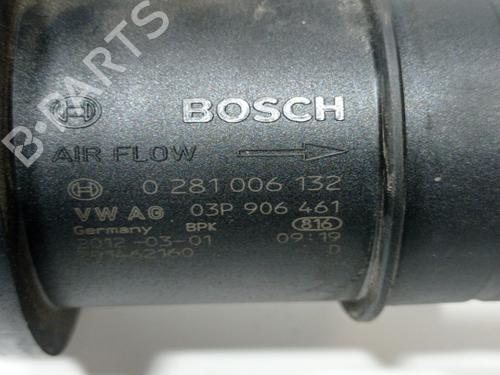 B-PARTS
BOSCH
AIR FLOW
0 281 006 132
VW AG 03P 906 461
Germany BPK 816
2012-03-01 09:19
D